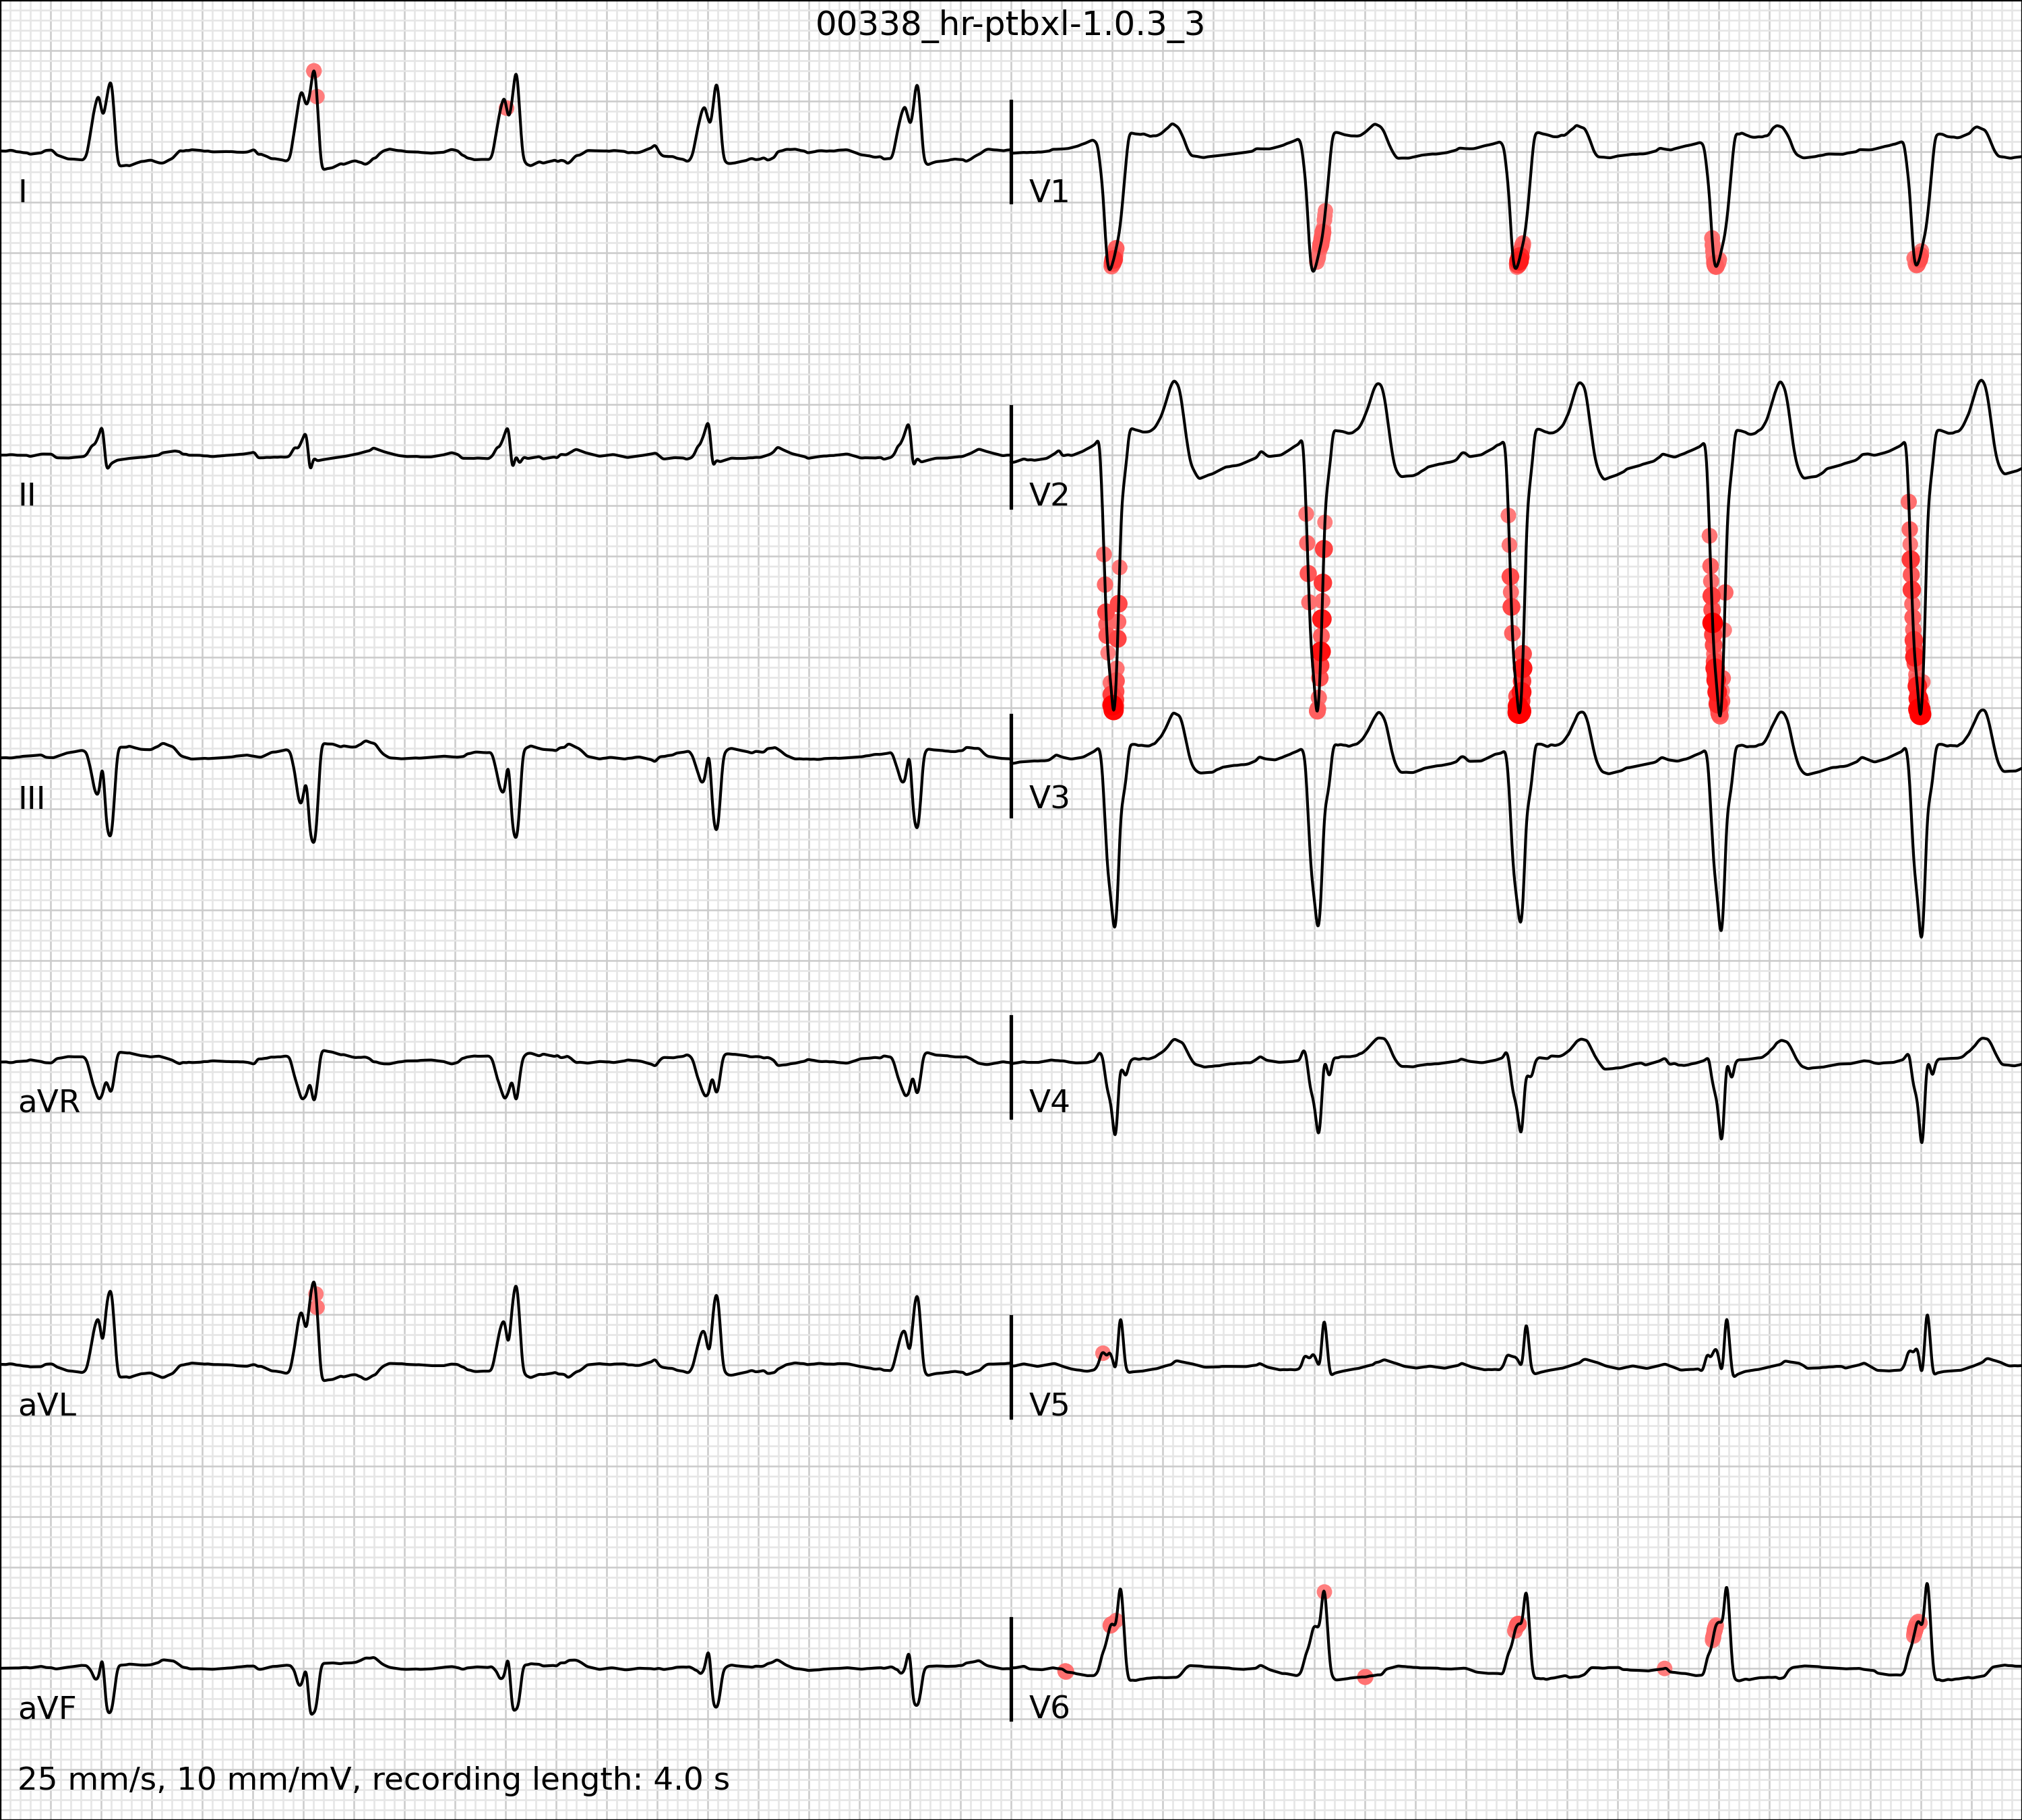 00338_hr-ptbxl-1.0.3_3
I
V1
II
V2
III
V3
aVR
V4
aVL
V5
aVF
V6
25 mm/s, 10 mm/mV, recording length: 4.0 s